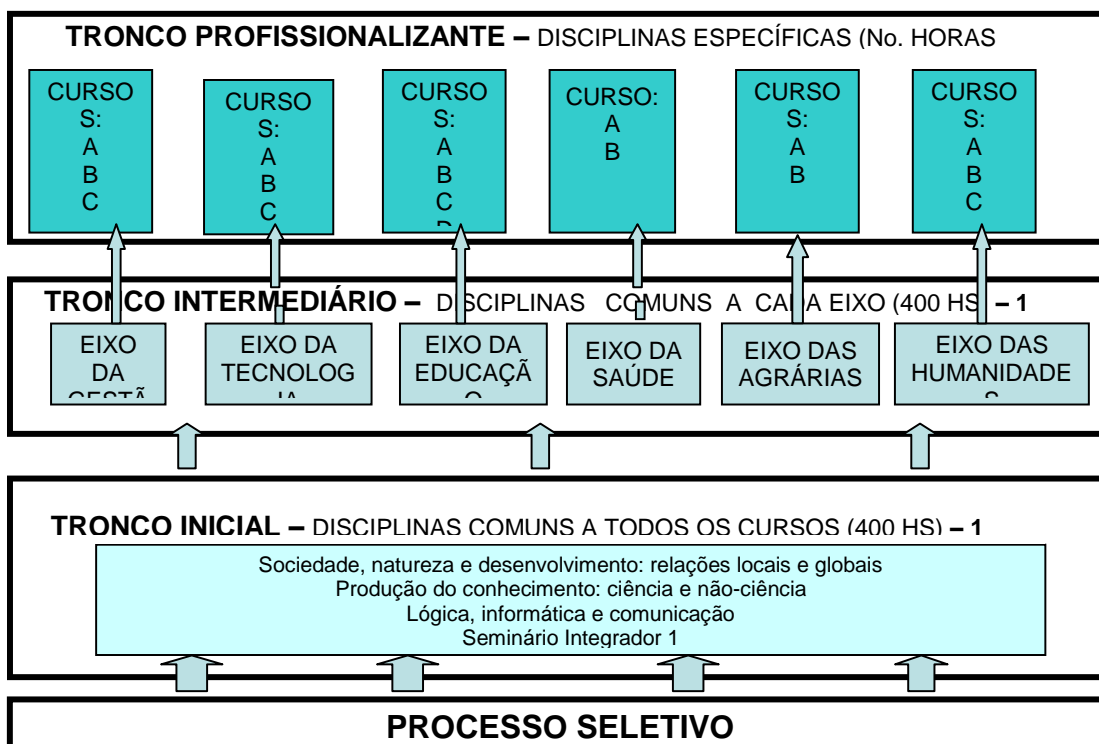 TRONCO PROFISSIONALIZANTE – DISCIPLINAS ESPECÍFICAS (No. HORAS
CURSO
S:
A
B
C
CURSO
S:
A
B
C
CURSO
S:
A
B
C
CURSO:
A
B
CURSO
S:
A
B
CURSO
S:
A
B
C
TRONCO INTERMEDIÁRIO – DISCIPLINAS COMUNS A CADA EIXO (400 HS) – 1
EIXO
DA
GESTÃ
EIXO DA
TECNOLOG
IA
EIXO DA
EDUCAÇÃ
O
EIXO DA
SAÚDE
EIXO DAS
AGRÁRIAS
EIXO DAS
HUMANIDADE
S
TRONCO INICIAL – DISCIPLINAS COMUNS A TODOS OS CURSOS (400 HS) – 1
Sociedade, natureza e desenvolvimento: relações locais e globais
Produção do conhecimento: ciência e não-ciência
Lógica, informática e comunicação
Seminário Integrador 1
PROCESSO SELETIVO